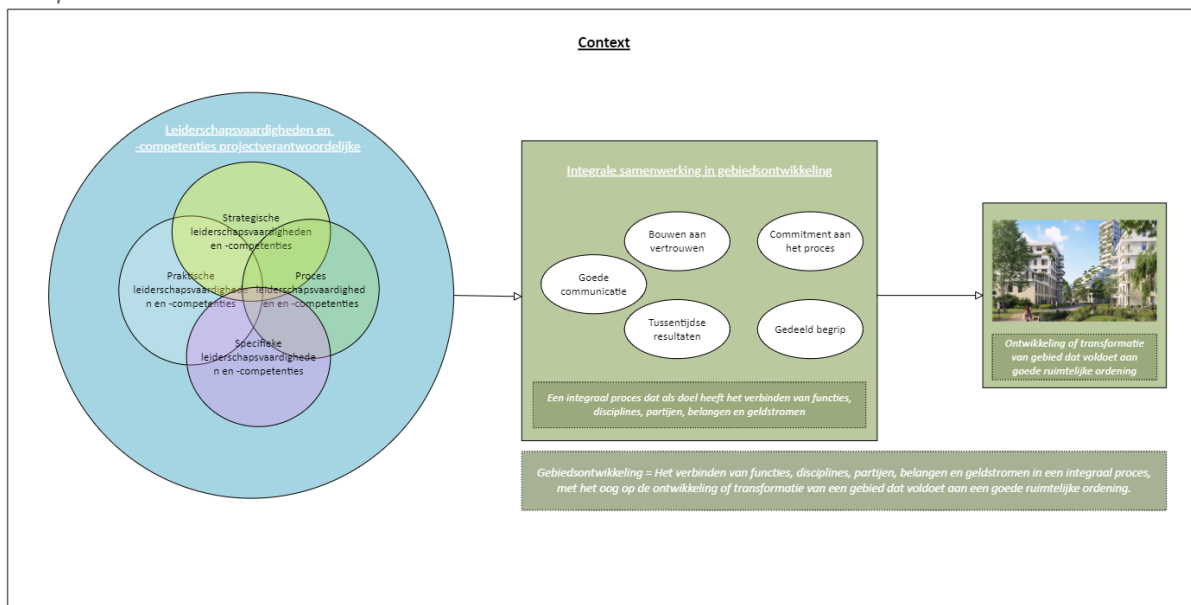 Context
Leiderschapsvaardigheden en
-competenties projectverantwoordelijke
Strategische
leiderschapsvaardigheden
en -competenties
Praktische
leiderschapsvaardighede
n en -competenties
Proces
leiderschapsvaardighed
en en -competenties
Specifieke
leiderschapsvaardighede
n en -competenties
Integrale samenwerking in gebiedsontwikkeling
Bouwen aan
vertrouwen
Commitment aan
het proces
Goede
communicatie
Tussentijdse
resultaten
Gedeeld begrip
Een integraal proces dat als doel heeft het verbinden van functies,
disciplines, partijen, belangen en geldstromen
Ontwikkeling of transformatie
van gebied dat voldoet aan
goede ruimtelijke ordening
Gebiedsontwikkeling = Het verbinden van functies, disciplines, partijen, belangen en geldstromen in een integraal proces,
met het oog op de ontwikkeling of transformatie van een gebied dat voldoet aan een goede ruimtelijke ordening.